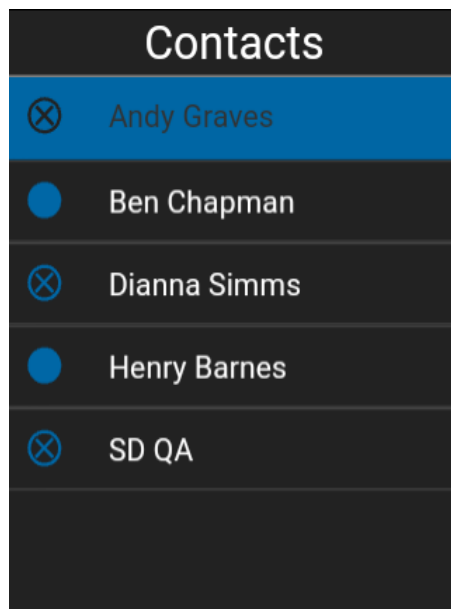 Contacts
Andy Graves
Ben Chapman
Dianna Simms
Henry Barnes
SD QA